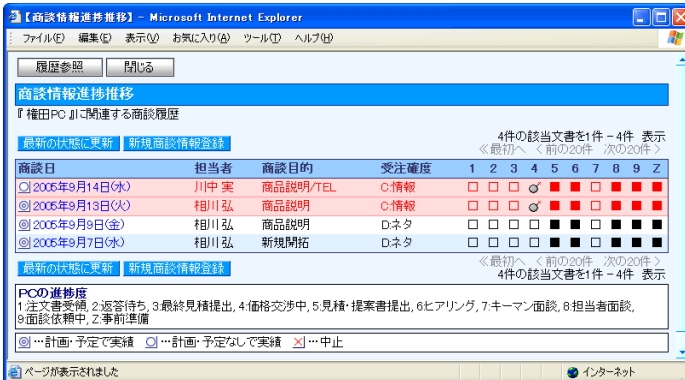 【商談情報進捗推移】 - Microsoft Internet Explorer
ファイル(F) 編集(E) 表示(V) お気に入り(A) ツール(T) ヘルプ(H)
履歴参照 閉じる
商談情報進捗推移
『権田PC』に関連する商談履歴
4件の該当文書を1件 - 4件 表示
最新の状態に更新 新規商談情報登録 ≪最初へ <前の20件 次の20件>
商談日 担当者 商談目的 受注確度 1 2 3 4 5 6 7 8 9 Z
○ 2005年9月14日(水) 川中 実 商品説明/TEL C:情報 □ □ □ ♂ ■ ■ □ ■ ■ ■
◎ 2005年9月13日(火) 相川 弘 商品説明 C:情報 □ □ □ ♂ ■ ■ □ ■ ■ ■
◎ 2005年9月9日(金) 相川 弘 商品説明 D:ネタ □ □ □ □ ■ ■ □ ■ ■ ■
◎ 2005年9月7日(水) 相川 弘 新規開拓 D:ネタ □ □ □ □ ■ ■ □ ■ ■ ■
最新の状態に更新 新規商談情報登録 ≪最初へ <前の20件 次の20件>
4件の該当文書を1件 - 4件 表示
PCの進捗度
1:注文書受領, 2:返答待ち, 3:最終見積提出, 4:価格交渉中, 5:見積・提案書提出, 6:ヒアリング, 7:キーマン面談, 8:担当者面談,
9:面談依頼中, Z:事前準備
◎…計画・予定で実績 ○…計画・予定なしで実績 ×…中止
ページが表示されました インターネット